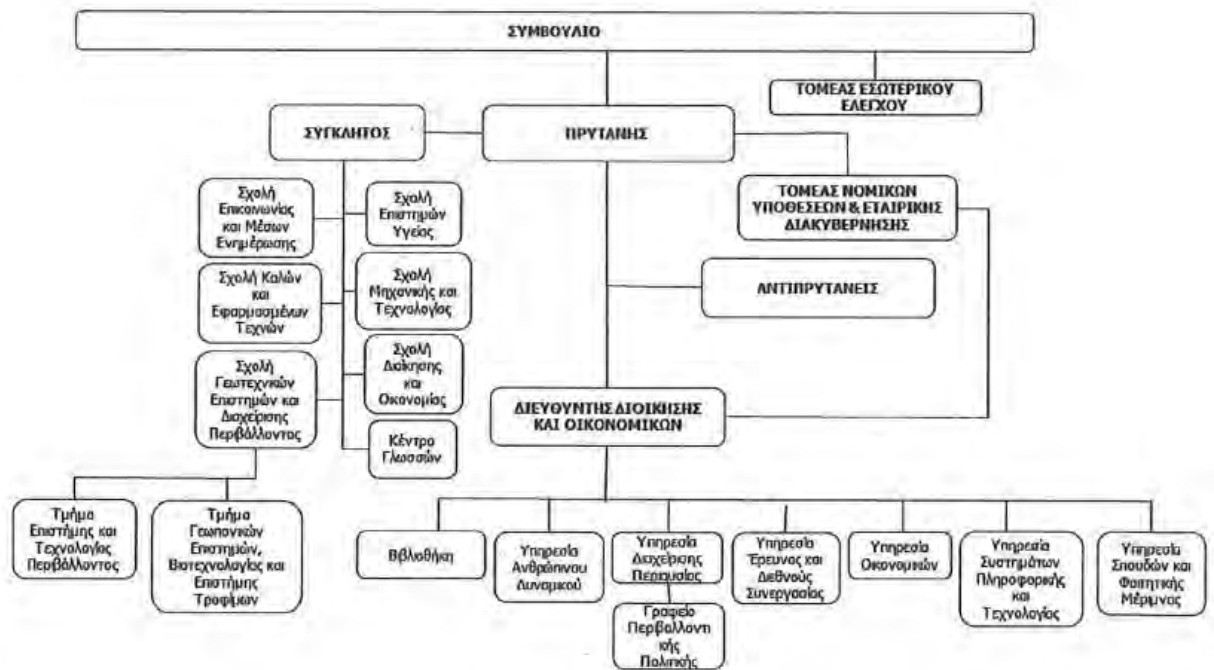 ΣΥΜΒΟΥΛΙΟ
ΤΟΜΕΑΣ ΕΣΩΤΕΡΙΚΟΥ
ΕΛΕΓΧΟΥ
ΣΥΓΚΛΗΤΟΣ
ΠΡΥΤΑΝΗΣ
ΤΟΜΕΑΣ ΝΟΜΙΚΩΝ
ΥΠΟΘΕΣΕΩΝ & ΕΤΑΙΡΙΚΗΣ
ΔΙΑΚΥΒΕΡΝΗΣΗΣ
Σχολή
Επικοινωνίας
και Μέσων
Ενημέρωσης
Σχολή
Επιστημών
Υγείας
Σχολή Καλών
και
Εφαρμοσμένων
Τεχνών
Σχολή
Μηχανικής και
Τεχνολογίας
ΑΝΤΙΠΡΥΤΑΝΕΙΣ
Σχολή
Γεωτεχνικών
Επιστημών και
Διαχείρισης
Περιβάλλοντος
Σχολή
Διοίκησης
και
Οικονομίας
Κέντρο
Γλωσσών
ΔΙΕΥΘΥΝΤΗΣ ΔΙΟΙΚΗΣΗΣ
ΚΑΙ ΟΙΚΟΝΟΜΙΚΩΝ
Τμήμα
Επιστήμης και
Τεχνολογίας
Περιβάλλοντος
Τμήμα
Γεωπονικών
Επιστημών,
Βιοτεχνολογίας και
Επιστήμης
Τροφίμων
Βιβλιοθήκη
Υπηρεσία
Ανθρώπινου
Δυναμικού
Υπηρεσία
Διαχείρισης
Περιουσίας
Γραφείο
Περιβαλλοντι
κής
Πολιτικής
Υπηρεσία
Έρευνας και
Διεθνούς
Συνεργασίας
Υπηρεσία
Οικονομικών
Υπηρεσία
Συστημάτων
Πληροφορικής
και
Τεχνολογίας
Υπηρεσία
Σπουδών και
Φοιτητικής
Μέριμνας